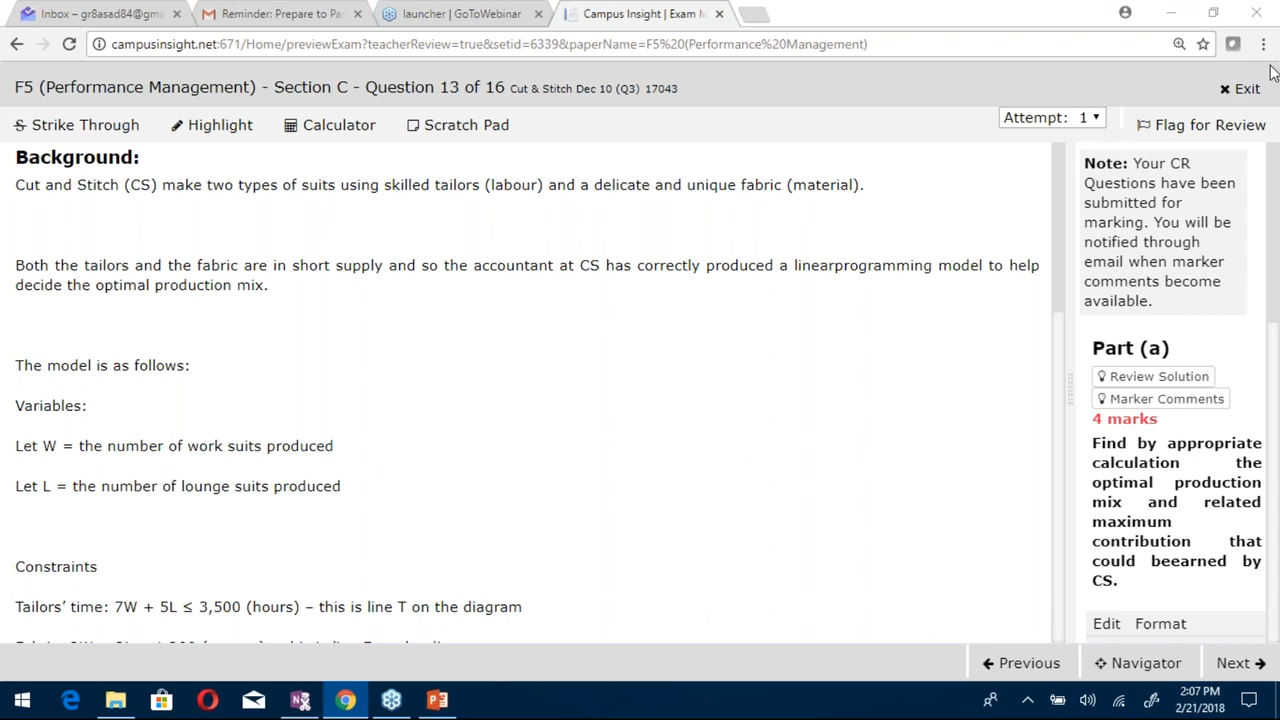 Inbox – gr8asad84@gma
Reminder: Prepare to Pa
launcher | GoToWebinar
Campus Insight | Exam M
campusinsight.net:671/Home/previewExam?teacherReview=true&setid=6339&paperName=F5%20(Performance%20Management)
F5 (Performance Management) - Section C - Question 13 of 16 Cut & Stitch Dec 10 (Q3) 17043
Exit
Strike Through
Highlight
Calculator
Scratch Pad
Attempt: 1
Flag for Review
Background:
Cut and Stitch (CS) make two types of suits using skilled tailors (labour) and a delicate and unique fabric (material).
Both the tailors and the fabric are in short supply and so the accountant at CS has correctly produced a linearprogramming model to help
decide the optimal production mix.
The model is as follows:
Variables:
Let W = the number of work suits produced
Let L = the number of lounge suits produced
Constraints
Tailors’ time: 7W + 5L ≤ 3,500 (hours) – this is line T on the diagram
Note: Your CR
Questions have been
submitted for
marking. You will be
notified through
email when marker
comments become
available.
Part (a)
Review Solution
Marker Comments
4 marks
Find by appropriate
calculation the
optimal production
mix and related
maximum
contribution that
could beearned by
CS.
Edit Format
Previous
Navigator
Next
2:07 PM
2/21/2018